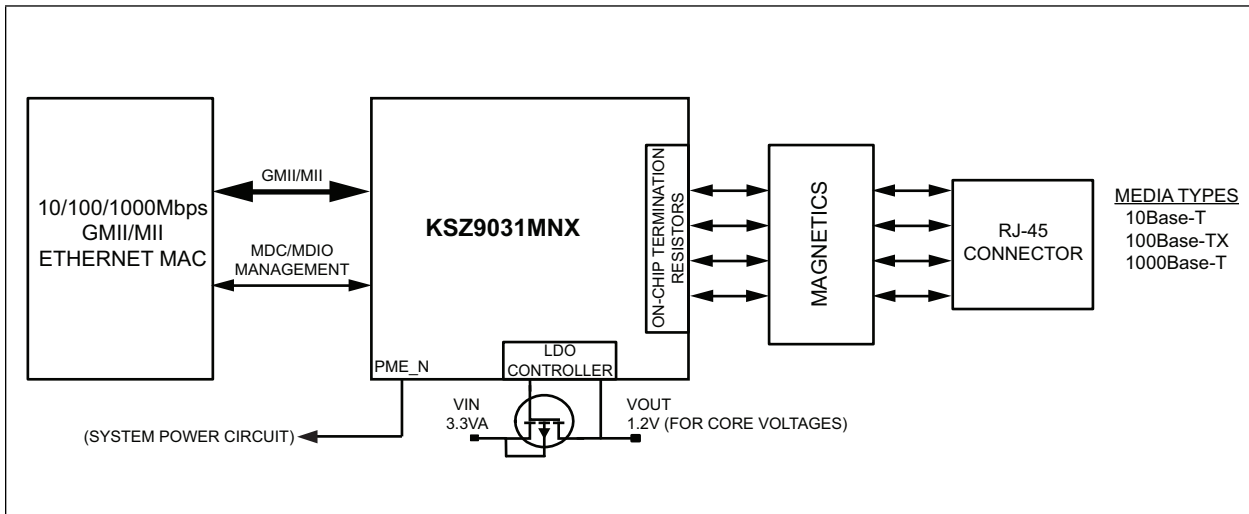 10/100/1000Mbps
GMII/MII
ETHERNET MAC
GMII/MII
MDC/MDIO
MANAGEMENT
KSZ9031MNX
ON-CHIP TERMINATION
RESISTORS
PME_N
LDO
CONTROLLER
VIN
3.3VA
VOUT
1.2V (FOR CORE VOLTAGES)
(SYSTEM POWER CIRCUIT)
MAGNETICS
RJ-45
CONNECTOR
MEDIA TYPES
10Base-T
100Base-TX
1000Base-T